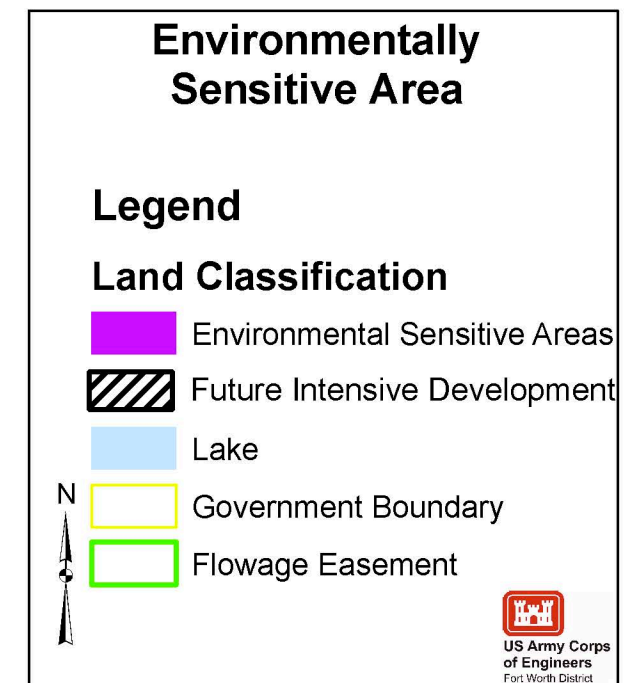 Environmentally
Sensitive Area
Legend
Land Classification
Environmental Sensitive Areas
Future Intensive Development
Lake
N
Government Boundary
Flowage Easement
US Army Corps
of Engineers
Fort Worth District